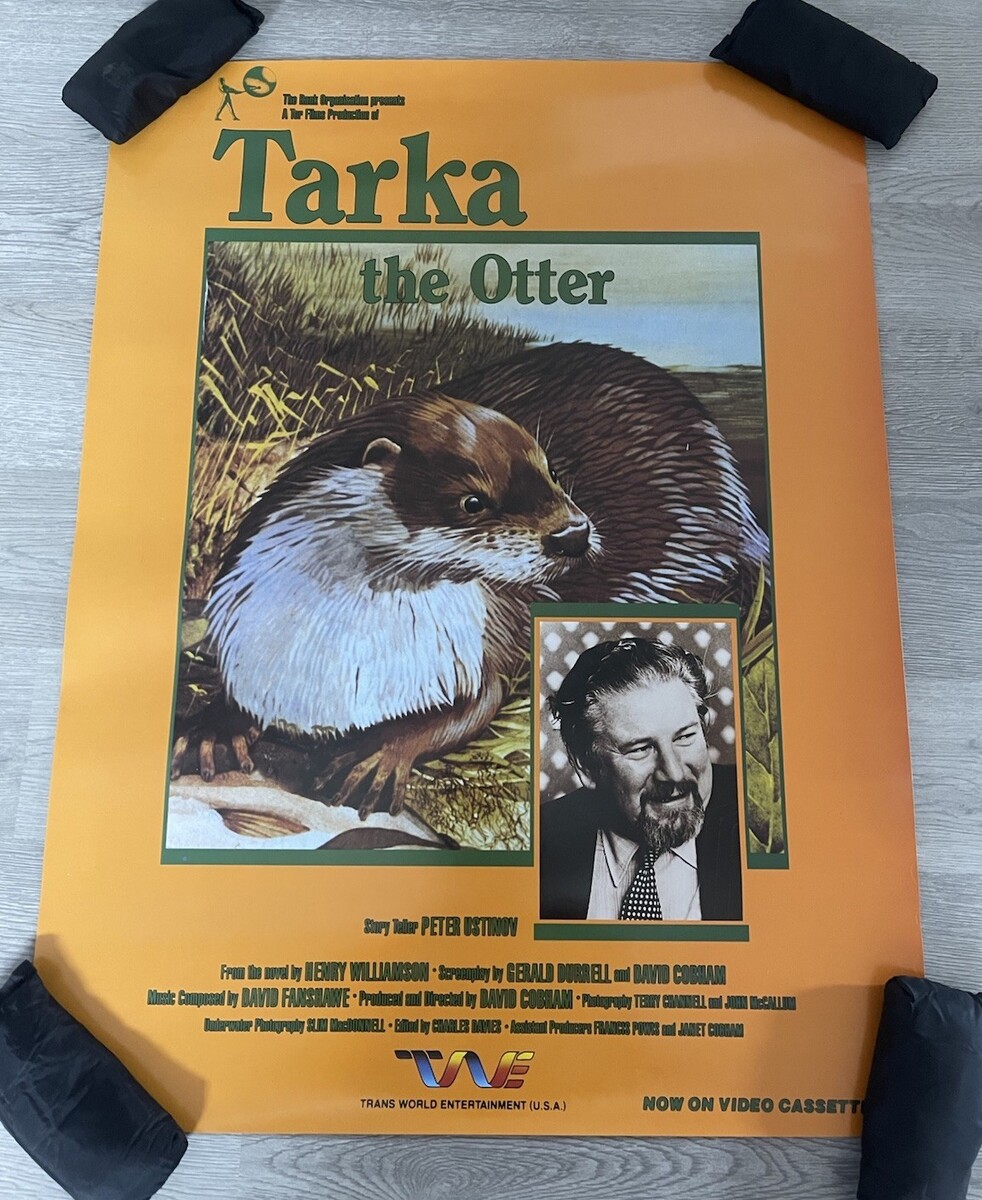 The Rank Organisation presents
A Tor Films Production of
Tarka
the Otter
Story Teller PETER USTINOV
From the novel by HENRY WILLIAMSON · Screenplay by GERALD DURRELL and DAVID COBHAM
Music Composed by DAVID FANSHAWE · Produced and Directed by DAVID COBHAM · Photography TERRY CHANNELL and JOHN McCALLUM
Underwater Photography SLIM MacDONNELL · Edited by CHARLES DAVIES · Assistant Producers FRANCIS POWIS and JANET COBHAM
TWE
TRANS WORLD ENTERTAINMENT (U.S.A.)
NOW ON VIDEO CASSETT